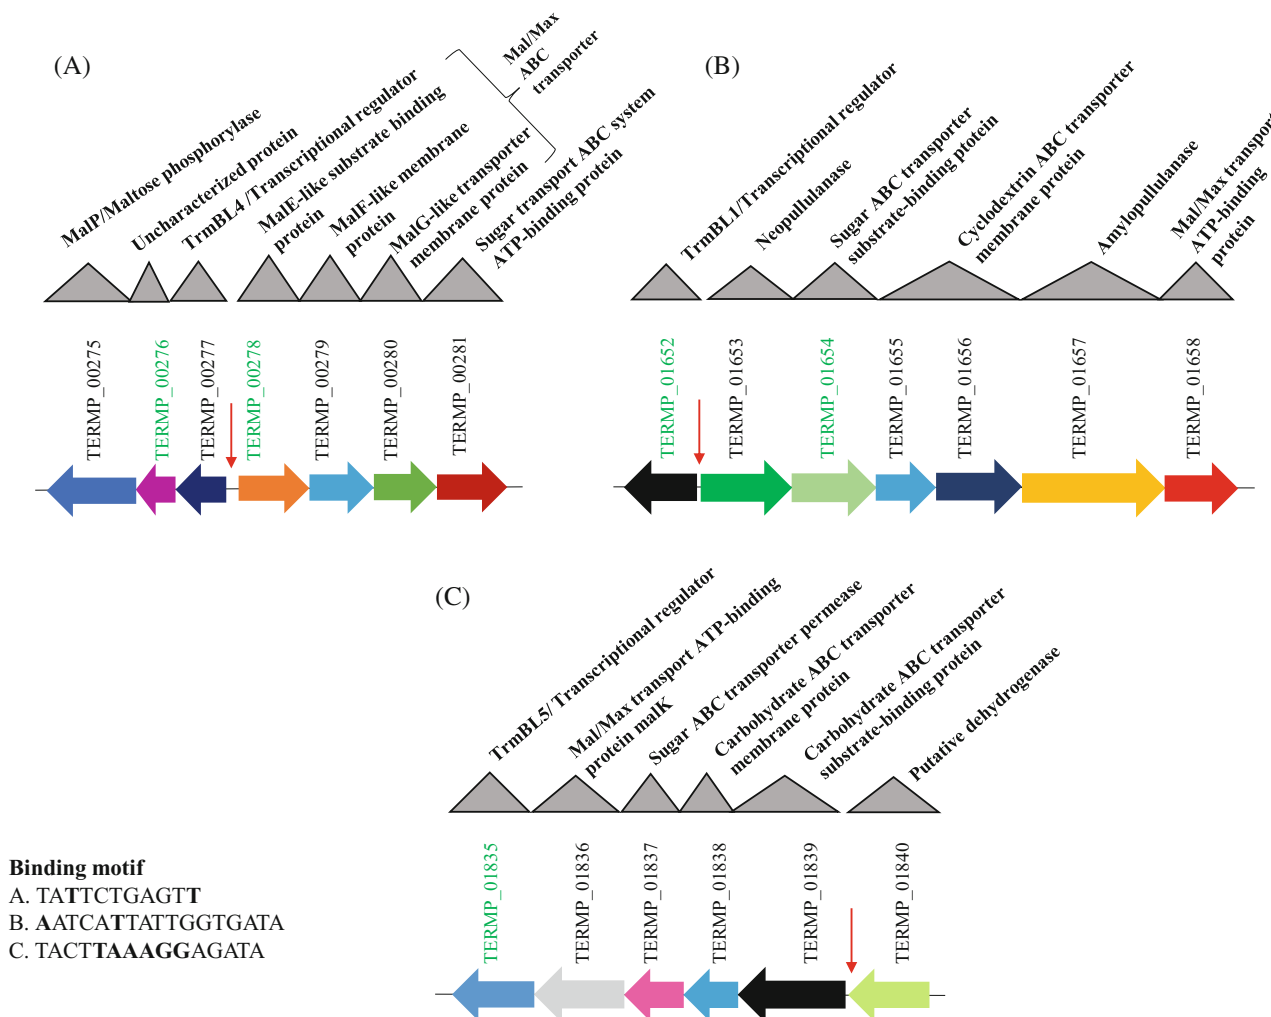 (A)
MalP/Maltose phosphorylase
Uncharacterized protein
TrmBL4 /Transcriptional regulator
MalE-like substrate binding
protein
MalF-like membrane
protein
MalG-like transporter
membrane protein
Sugar transport ABC system
ATP-binding protein
Mal/Max
ABC
transporter
TERMP_00275
TERMP_00276
TERMP_00277
TERMP_00278
TERMP_00279
TERMP_00280
TERMP_00281
(B)
TrmBL1/Transcriptional regulator
Neopullulanase
Sugar ABC transporter
substrate-binding protein
Cyclodextrin ABC transporter
membrane protein
Amylopullulanase
Mal/Max transport
ATP-binding
protein
TERMP_01652
TERMP_01653
TERMP_01654
TERMP_01655
TERMP_01656
TERMP_01657
TERMP_01658
(C)
TrmBL5/ Transcriptional regulator
Mal/Max transport ATP-binding
protein malK
Sugar ABC transporter permease
Carbohydrate ABC transporter
membrane protein
Carbohydrate ABC transporter
substrate-binding protein
Putative dehydrogenase
TERMP_01835
TERMP_01836
TERMP_01837
TERMP_01838
TERMP_01839
TERMP_01840
Binding motif
A. TATTCTGAGTT
B. AATCATTATTGGTGATA
C. TACTTAAAGGAGATA